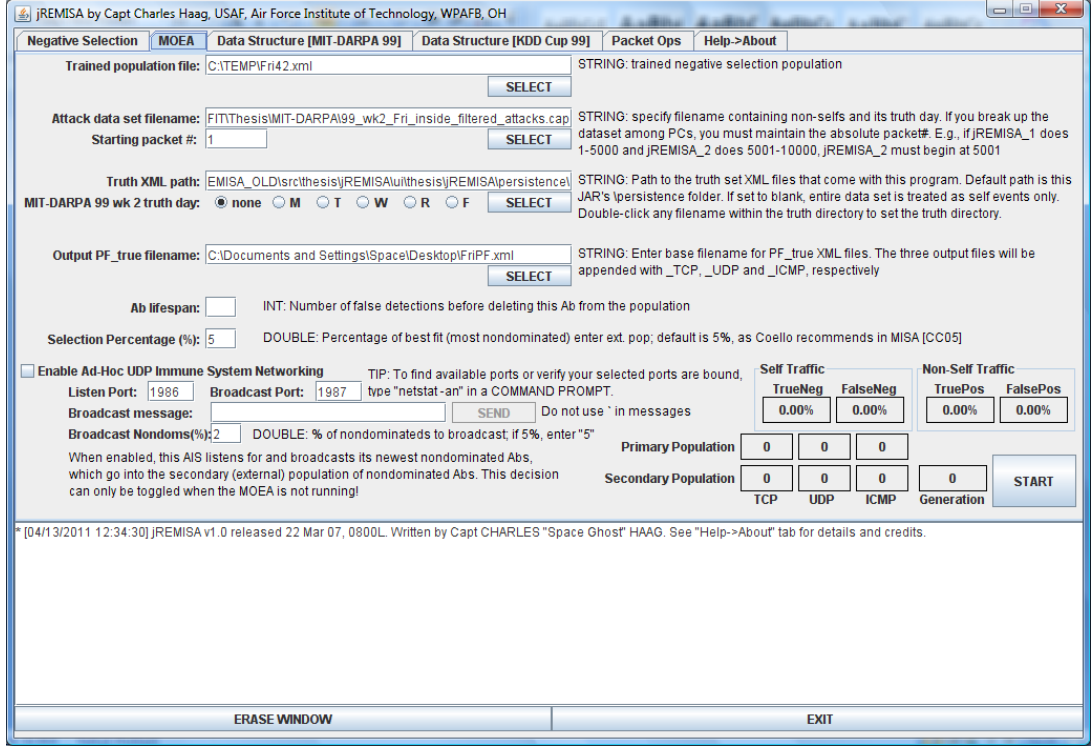 jREMISA by Capt Charles Haag, USAF, Air Force Institute of Technology, WPAFB, OH
Negative Selection MOEA Data Structure [MIT-DARPA 99] Data Structure [KDD Cup 99] Packet Ops Help->About
Trained population file: C:\TEMP\Fri42.xml STRING: trained negative selection population
SELECT
Attack data set filename: FIT\Thesis\MIT-DARPA\99_wk2_Fri_inside_filtered_attacks.cap STRING: specify filename containing non-selfs and its truth day. If you break up the
Starting packet #: 1 SELECT dataset among PCs, you must maintain the absolute packet#. E.g., if jREMISA_1 does
1-5000 and jREMISA_2 does 5001-10000, jREMISA_2 must begin at 5001
Truth XML path: EMISA_OLD\src\thesis\jREMISA\ui\thesis\jREMISA\persistence\ STRING: Path to the truth set XML files that come with this program. Default path is this
MIT-DARPA 99 wk 2 truth day: none M T W R F SELECT JAR's \persistence folder. If set to blank, entire data set is treated as self events only.
Double-click any filename within the truth directory to set the truth directory.
Output PF_true filename: C:\Documents and Settings\Space\Desktop\FriPF.xml STRING: Enter base filename for PF_true XML files. The three output files will be
SELECT appended with _TCP, _UDP and _ICMP, respectively
Ab lifespan: INT: Number of false detections before deleting this Ab from the population
Selection Percentage (%): 5 DOUBLE: Percentage of best fit (most nondominated) enter ext. pop; default is 5%, as Coello recommends in MISA [CC05]
Enable Ad-Hoc UDP Immune System Networking TIP: To find available ports or verify your selected ports are bound, Self Traffic Non-Self Traffic
Listen Port: 1986 Broadcast Port: 1987 type "netstat -an" in a COMMAND PROMPT. TrueNeg FalseNeg TruePos FalsePos
Broadcast message: SEND Do not use ` in messages 0.00% 0.00% 0.00% 0.00%
Broadcast Nondoms(%): 2 DOUBLE: % of nondominateds to broadcast; if 5%, enter "5"
When enabled, this AIS listens for and broadcasts its newest nondominated Abs, Primary Population 0 0 0
which go into the secondary (external) population of nondominated Abs. This decision Secondary Population 0 0 0 0 START
can only be toggled when the MOEA is not running! TCP UDP ICMP Generation
* [04/13/2011 12:34:30] jREMISA v1.0 released 22 Mar 07, 0800L. Written by Capt CHARLES "Space Ghost" HAAG. See "Help->About" tab for details and credits.
ERASE WINDOW EXIT